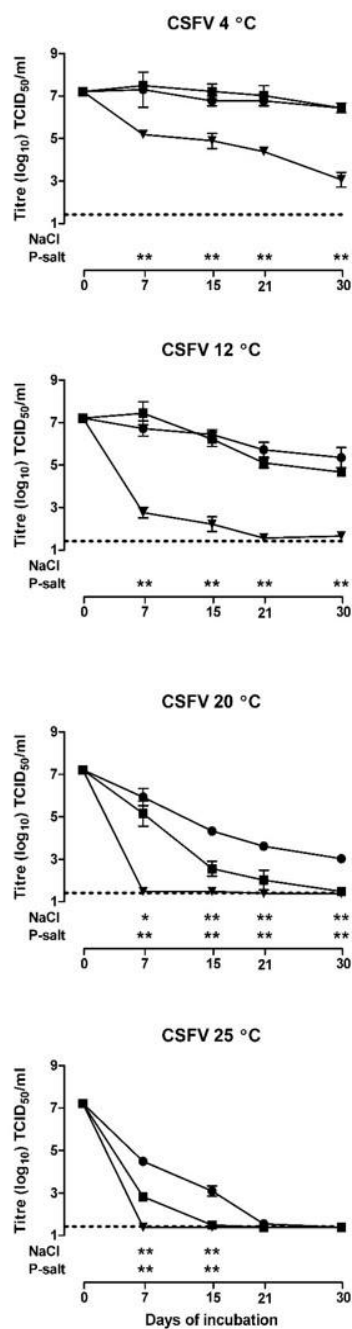 CSFV 4 °C
Titre (log10) TCID50/ml
9
7
5
3
1
NaCl
P-salt ** ** ** **
0 7 15 21 30
CSFV 12 °C
Titre (log10) TCID50/ml
9
7
5
3
1
NaCl
P-salt ** ** ** **
0 7 15 21 30
CSFV 20 °C
Titre (log10) TCID50/ml
9
7
5
3
1
NaCl * ** ** **
P-salt ** ** ** **
0 7 15 21 30
CSFV 25 °C
Titre (log10) TCID50/ml
9
7
5
3
1
NaCl ** **
P-salt ** **
0 7 15 21 30
Days of incubation